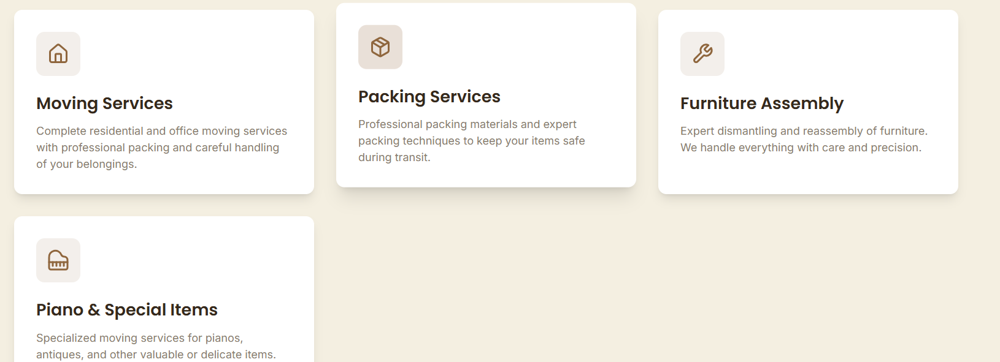 Moving Services
Complete residential and office moving services
with professional packing and careful handling
of your belongings.
Packing Services
Professional packing materials and expert
packing techniques to keep your items safe
during transit.
Furniture Assembly
Expert dismantling and reassembly of furniture.
We handle everything with care and precision.
Piano & Special Items
Specialized moving services for pianos,
antiques, and other valuable or delicate items.